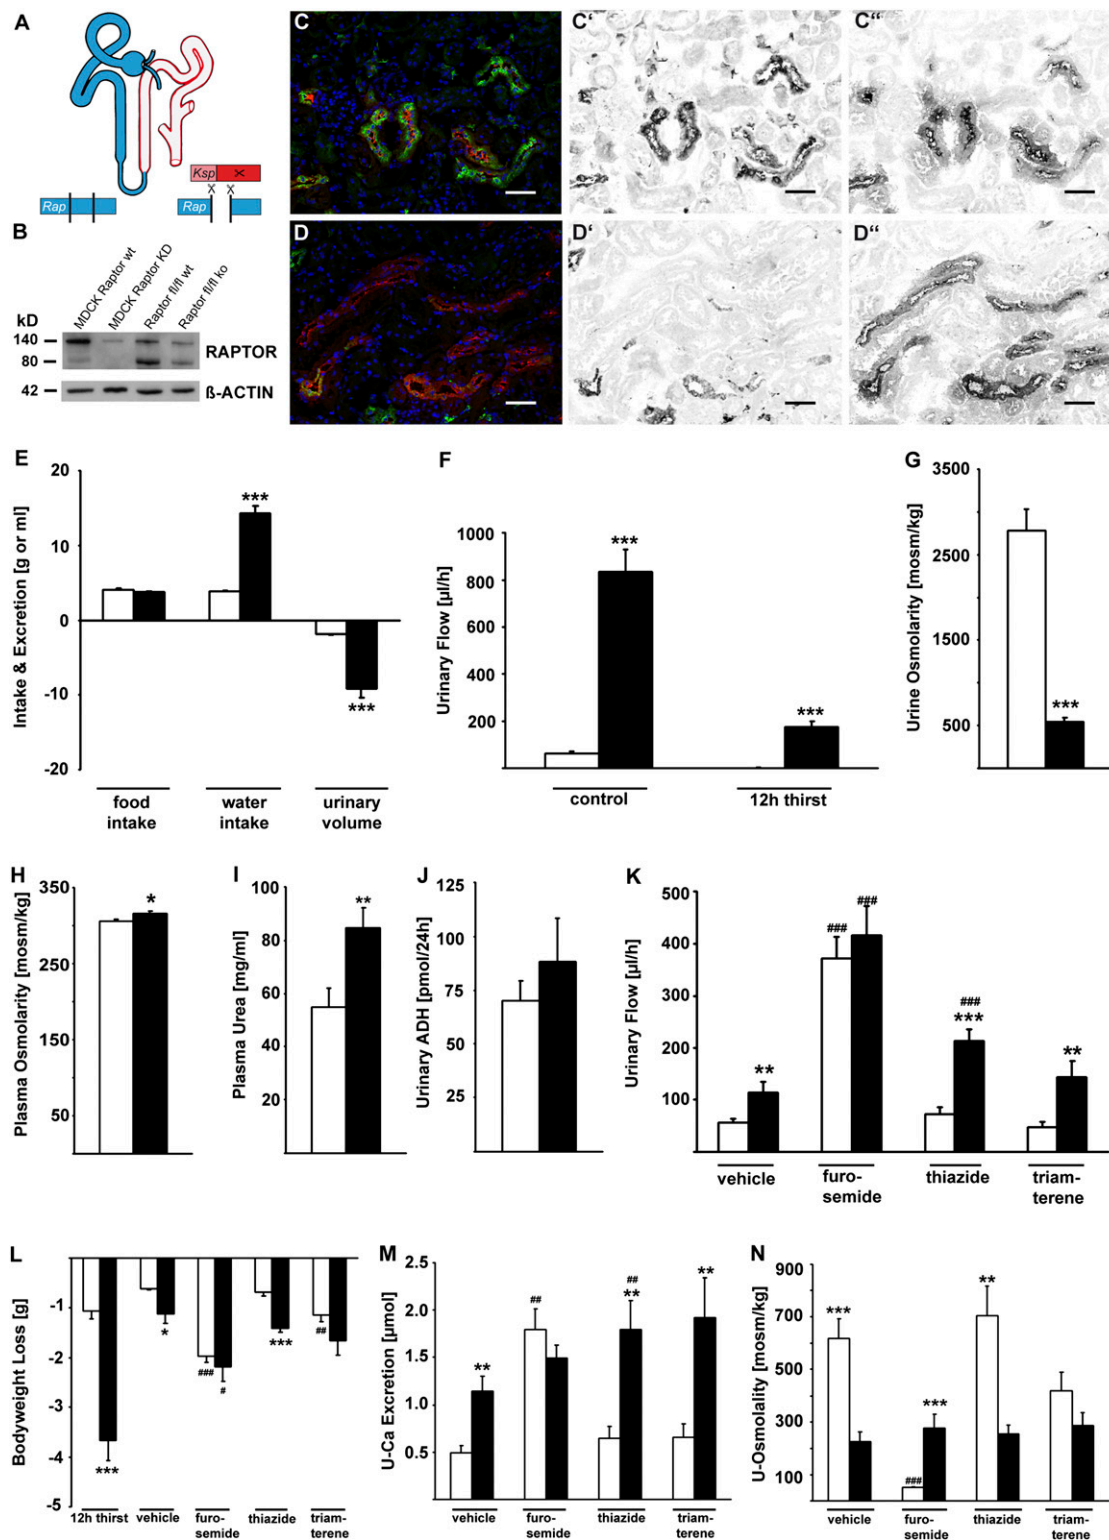 A
Ksp
Rap
Rap
B
MDCK Raptor wt
MDCK Raptor KD
Raptor fl/fl wt
Raptor fl/fl ko
kD
140
80
42
RAPTOR
ß-ACTIN
C
C'
C"
D
D'
D"
E
Intake & Excretion [g or ml]
20
10
0
-10
-20
***
***
food intake
water intake
urinary volume
F
Urinary Flow [µl/h]
1000
800
600
400
200
***
***
control
12h thirst
G
Urine Osmolarity [mosm/kg]
3500
2500
1500
500
***
H
Plasma Osmolarity [mosm/kg]
350
250
150
50
*
I
Plasma Urea [mg/ml]
100
80
60
40
20
**
J
Urinary ADH [pmol/24h]
125
100
75
50
25
K
Urinary Flow [µl/h]
500
400
300
200
100
**
###
###
###
***
**
vehicle
furo-
semide
thiazide
triam-
terene
L
Bodyweight Loss [g]
-1
-2
-3
-4
-5
***
*
###
#
***
##
12h thirst
vehicle
furo-
semide
thiazide
triam-
terene
M
U-Ca Excretion [µmol]
2.5
2.0
1.5
1.0
0.5
**
##
##
**
**
vehicle
furo-
semide
thiazide
triam-
terene
N
U-Osmolality [mosm/kg]
900
700
500
300
100
***
###
***
**
vehicle
furo-
semide
thiazide
triam-
terene